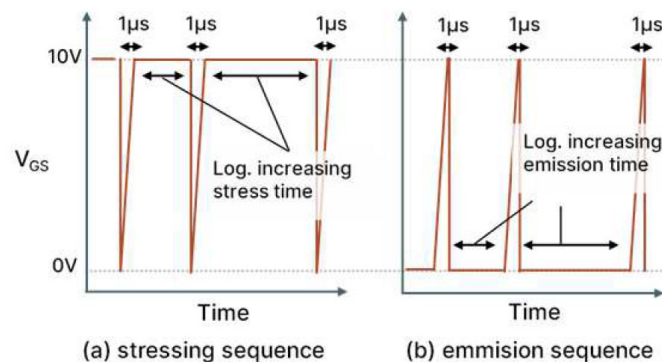 1µs 1µs 1µs 1µs 1µs 1µs
10V
V_GS
Log. increasing
stress time
Log. increasing
emission time
0V
Time Time
(a) stressing sequence (b) emmision sequence